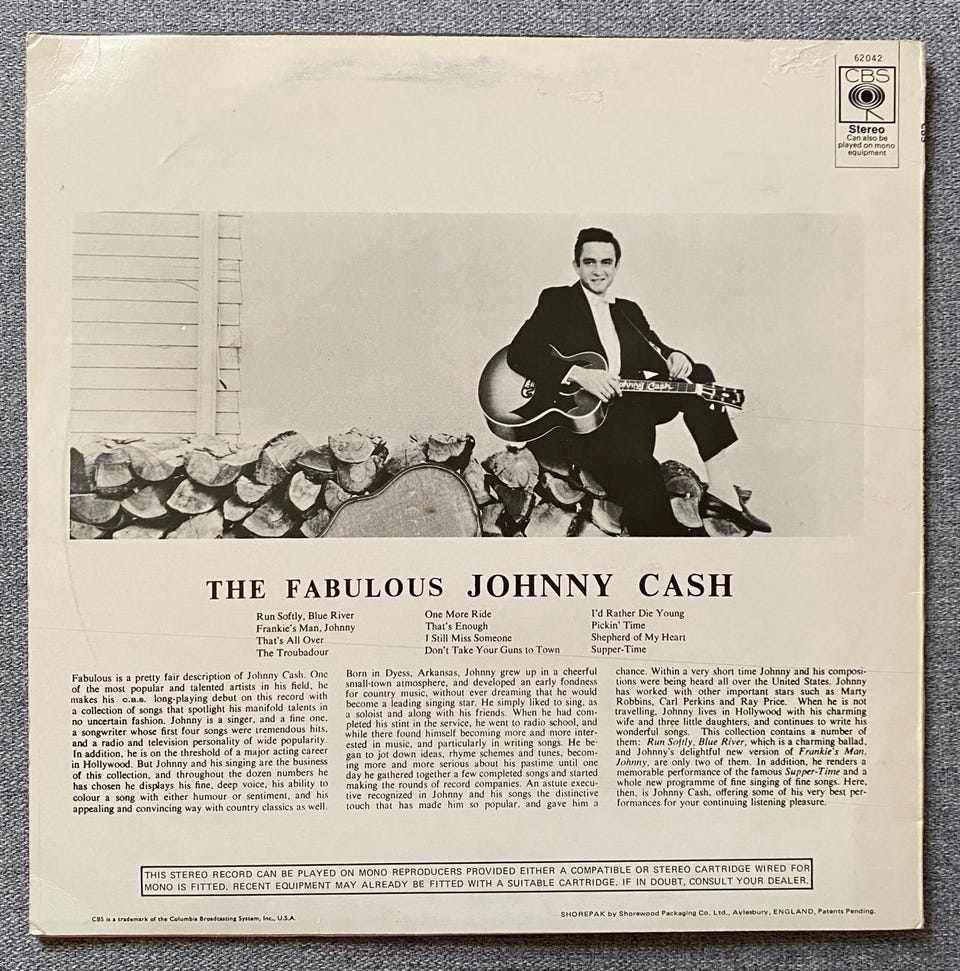 62042
CBS
Stereo
Can also be
played on mono
equipment
CBS
Johnny Cash
THE FABULOUS JOHNNY CASH
Run Softly, Blue River
Frankie's Man, Johnny
That's All Over
The Troubadour
One More Ride
That's Enough
I Still Miss Someone
Don't Take Your Guns to Town
I'd Rather Die Young
Pickin' Time
Shepherd of My Heart
Supper-Time
Fabulous is a pretty fair description of Johnny Cash. One
of the most popular and talented artists in his field, he
makes his C.B.S. long-playing debut on this record with
a collection of songs that spotlight his manifold talents in
no uncertain fashion. Johnny is a singer, and a fine one,
a songwriter whose first four songs were tremendous hits,
and a radio and television personality of wide popularity.
In addition, he is on the threshold of a major acting career
in Hollywood. But Johnny and his singing are the business
of this collection, and throughout the dozen numbers he
has chosen he displays his fine, deep voice, his ability to
colour a song with either humour or sentiment, and his
appealing and convincing way with country classics as well.
Born in Dyess, Arkansas, Johnny grew up in a cheerful
small-town atmosphere, and developed an early fondness
for country music, without ever dreaming that he would
become a leading singing star. He simply liked to sing, as
a soloist and along with his friends. When he had com-
pleted his stint in the service, he went to radio school, and
while there found himself becoming more and more inter-
ested in music, and particularly in writing songs. He be-
gan to jot down ideas, rhyme schemes and tunes, becom-
ing more and more serious about his pastime until one
day he gathered together a few completed songs and started
making the rounds of record companies. An astute execu-
tive recognized in Johnny and his songs the distinctive
touch that has made him so popular, and gave him a
chance. Within a very short time Johnny and his composi-
tions were being heard all over the United States. Johnny
has worked with other important stars such as Marty
Robbins, Carl Perkins and Ray Price. When he is not
travelling, Johnny lives in Hollywood with his charming
wife and three little daughters, and continues to write his
wonderful songs. This collection contains a number of
them: Run Softly, Blue River, which is a charming ballad,
and Johnny's delightful new version of Frankie's Man,
Johnny, are only two of them. In addition, he renders a
memorable performance of the famous Supper-Time and a
whole new programme of fine singing of fine songs. Here,
then, is Johnny Cash, offering some of his very best per-
formances for your continuing listening pleasure.
THIS STEREO RECORD CAN BE PLAYED ON MONO REPRODUCERS PROVIDED EITHER A COMPATIBLE OR STEREO CARTRIDGE WIRED FOR
MONO IS FITTED. RECENT EQUIPMENT MAY ALREADY BE FITTED WITH A SUITABLE CARTRIDGE. IF IN DOUBT, CONSULT YOUR DEALER.
CBS is a trademark of the Columbia Broadcasting System, Inc., U.S.A.
SHOREPAK by Shorewood Packaging Co. Ltd., Aylesbury, ENGLAND, Patents Pending.